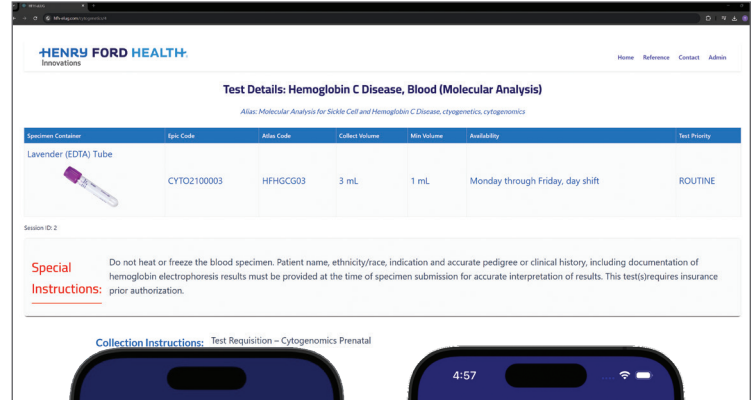 HENRY FORD HEALTH
Innovations
Home Reference Contact Admin
Test Details: Hemoglobin C Disease, Blood (Molecular Analysis)
Alias: Molecular Analysis for Sickle Cell and Hemoglobin C Disease, ctyogenetics, cytogenomics
Specimen Container Epic Code Atlas Code Collect Volume Min Volume Availability Test Priority
Lavender (EDTA) Tube
CYTO2100003 HFHGCG03 3 mL 1 mL Monday through Friday, day shift ROUTINE
Session ID: 2
Special Instructions:
Do not heat or freeze the blood specimen. Patient name, ethnicity/race, indication and accurate pedigree or clinical history, including documentation of
hemoglobin electrophoresis results must be provided at the time of specimen submission for accurate interpretation of results. This test(s)requires insurance
prior authorization.
Collection Instructions: Test Requisition – Cytogenomics Prenatal
4:57